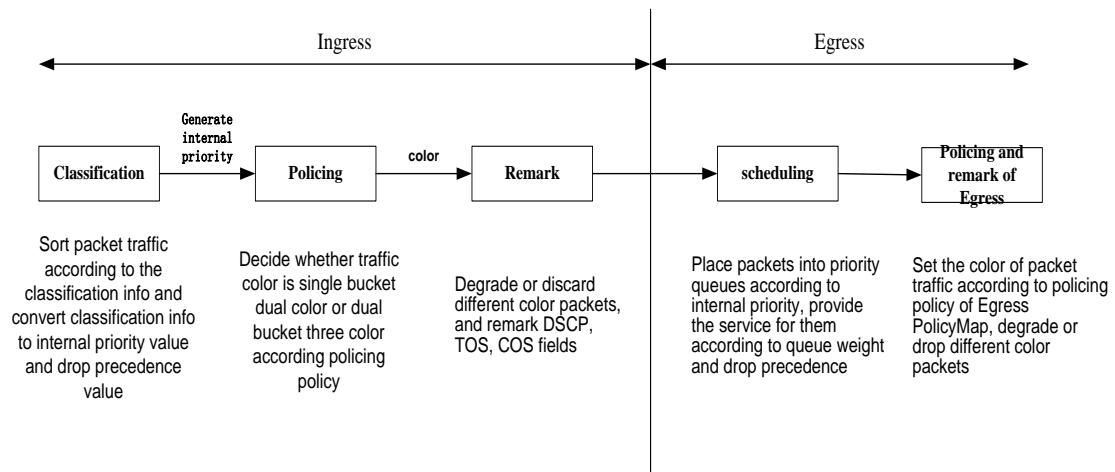 Ingress
Egress
Generate
internal
priority
color
Classification
Policing
Remark
scheduling
Policing and
remark of
Egress
Sort packet traffic
according to the
classification info and
convert classification info
to internal priority value
and drop precedence
value
Decide whether traffic
color is single bucket
dual color or dual
bucket three color
according policing
policy
Degrade or discard
different color packets,
and remark DSCP,
TOS, COS fields
Place packets into priority
queues according to
internal priority, provide
the service for them
according to queue weight
and drop precedence
Set the color of packet
traffic according to policing
policy of Egress
PolicyMap, degrade or
drop different color
packets